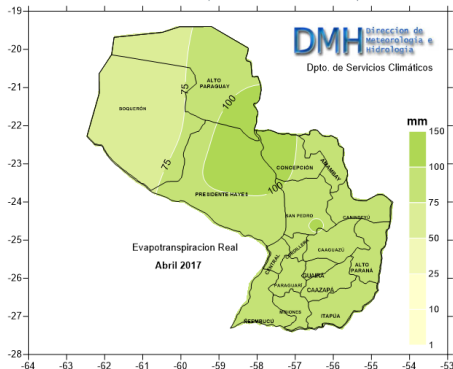 DMH
Direccion de
Meteorologia e
Hidrologia
Dpto. de Servicios Climáticos
-19
-20
-21
-22
-23
-24
-25
-26
-27
-28
-64
-63
-62
-61
-60
-59
-58
-57
-56
-55
-54
-53
mm
150
100
75
50
25
10
1
ALTO
PARAGUAY
BOQUERÓN
75
100
75
100
PRESIDENTE HAYES
CONCEPCIÓN
AMAMBAY
SAN PEDRO
CANINDEYÚ
CORDILLERA
CENTRAL
CAAGUAZÚ
ALTO
PARANÁ
GUAIRÁ
PARAGUARÍ
CAAZAPÁ
MISIONES
ÑEEMBUCÚ
ITAPÚA
Evapotranspiracion Real
Abril 2017